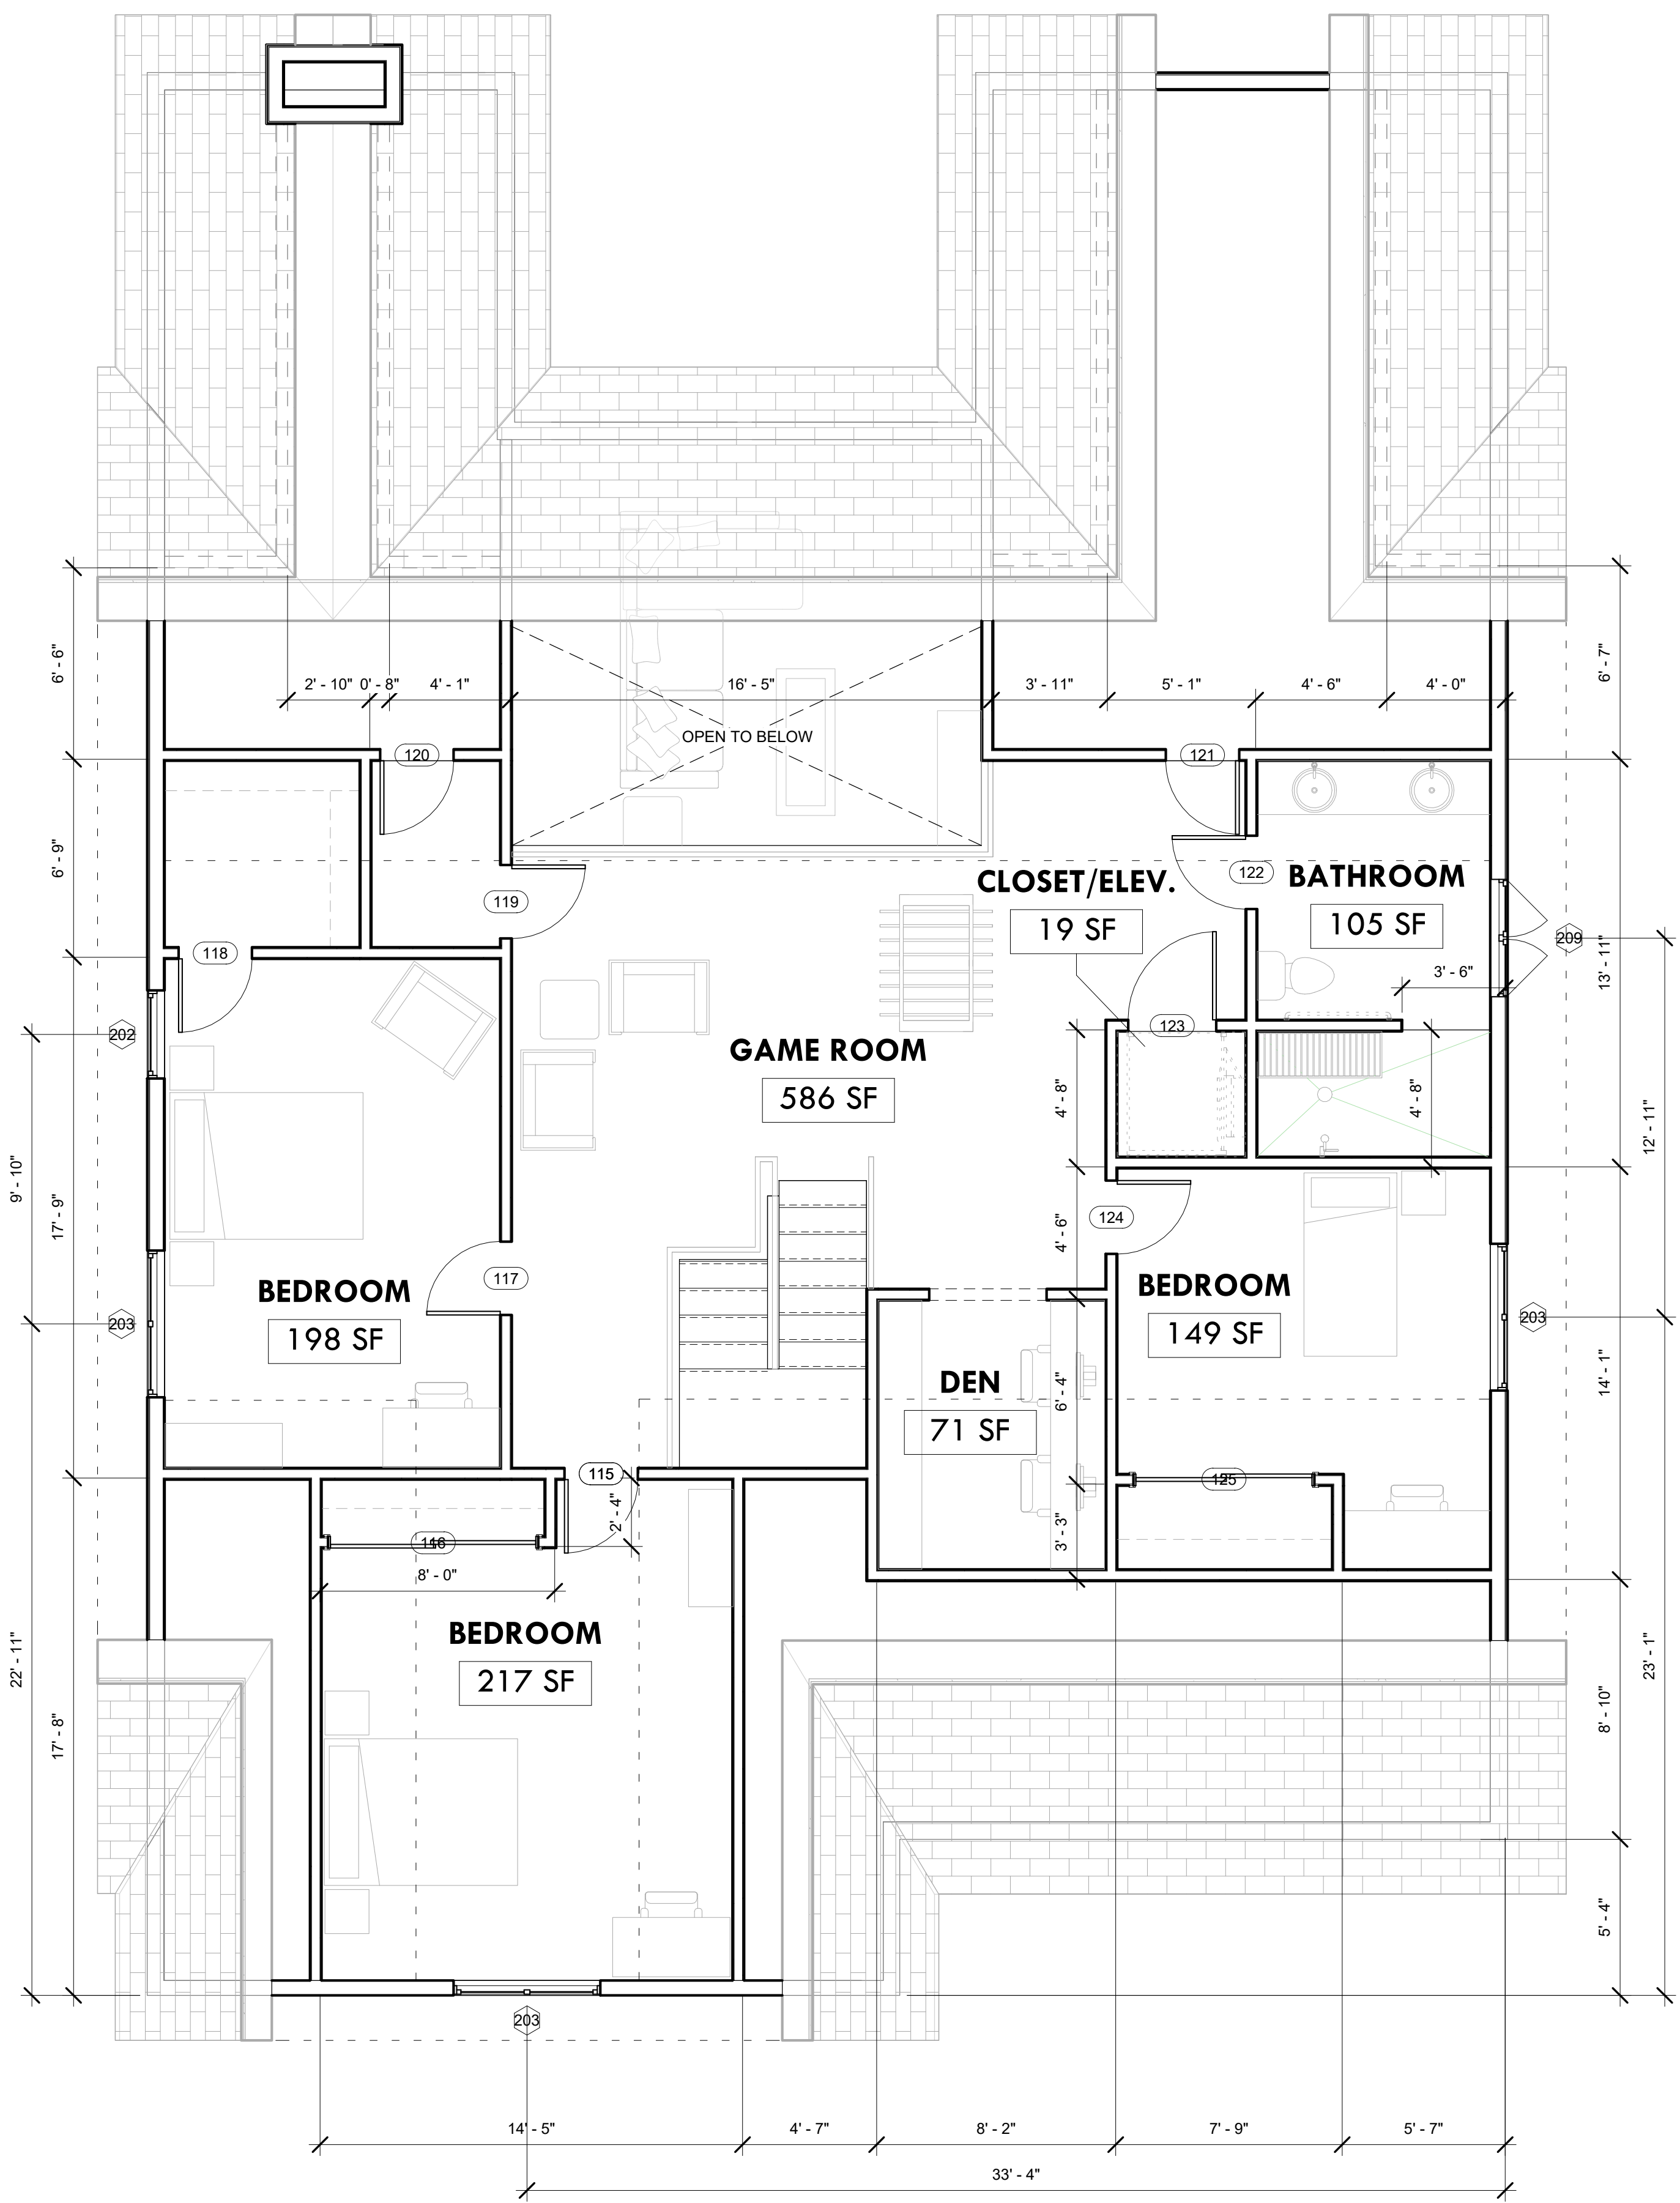 6' - 6"
2' - 10" 0' - 8" 4' - 1" 16' - 5" 3' - 11" 5' - 1" 4' - 6" 4' - 0"
6' - 7"
OPEN TO BELOW
120
121
6' - 9"
119
118
CLOSET/ELEV.
19 SF
122
BATHROOM
105 SF
209
3' - 6"
13' - 11"
202
123
GAME ROOM
586 SF
4' - 8"
4' - 8"
12' - 11"
9' - 10"
17' - 9"
124
4' - 6"
117
BEDROOM
198 SF
203
BEDROOM
149 SF
203
DEN
71 SF
6' - 4"
14' - 1"
115
2' - 4"
125
116
3' - 3"
8' - 0"
BEDROOM
217 SF
22' - 11"
17' - 8"
23' - 1"
8' - 10"
5' - 4"
203
14' - 5" 4' - 7" 8' - 2" 7' - 9" 5' - 7"
33' - 4"